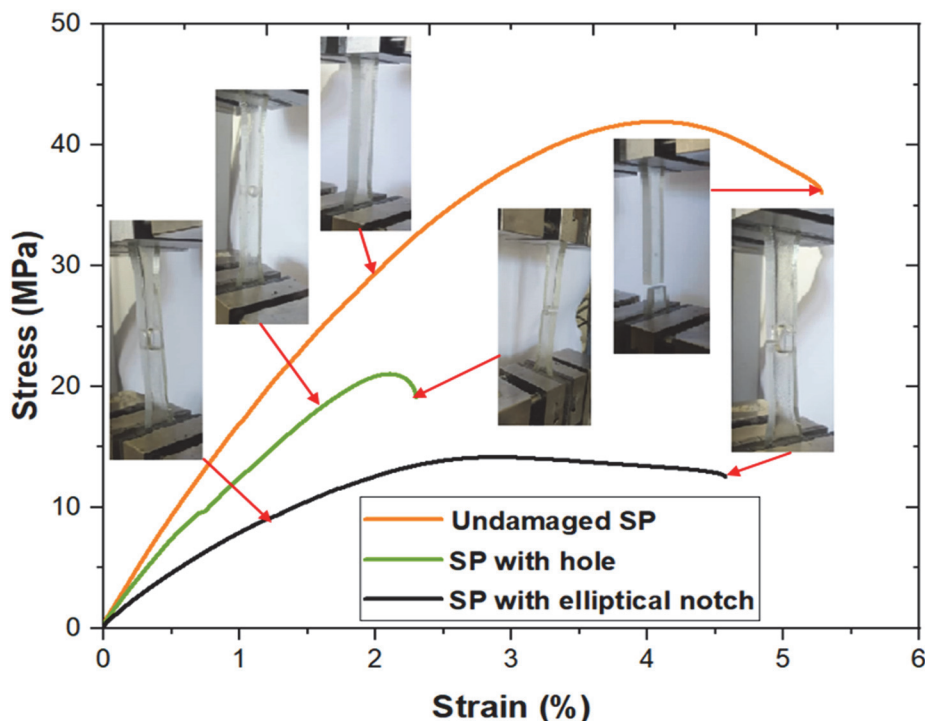 50
40
30
20
10
0
Stress (MPa)
Undamaged SP
SP with hole
SP with elliptical notch
0 1 2 3 4 5 6
Strain (%)